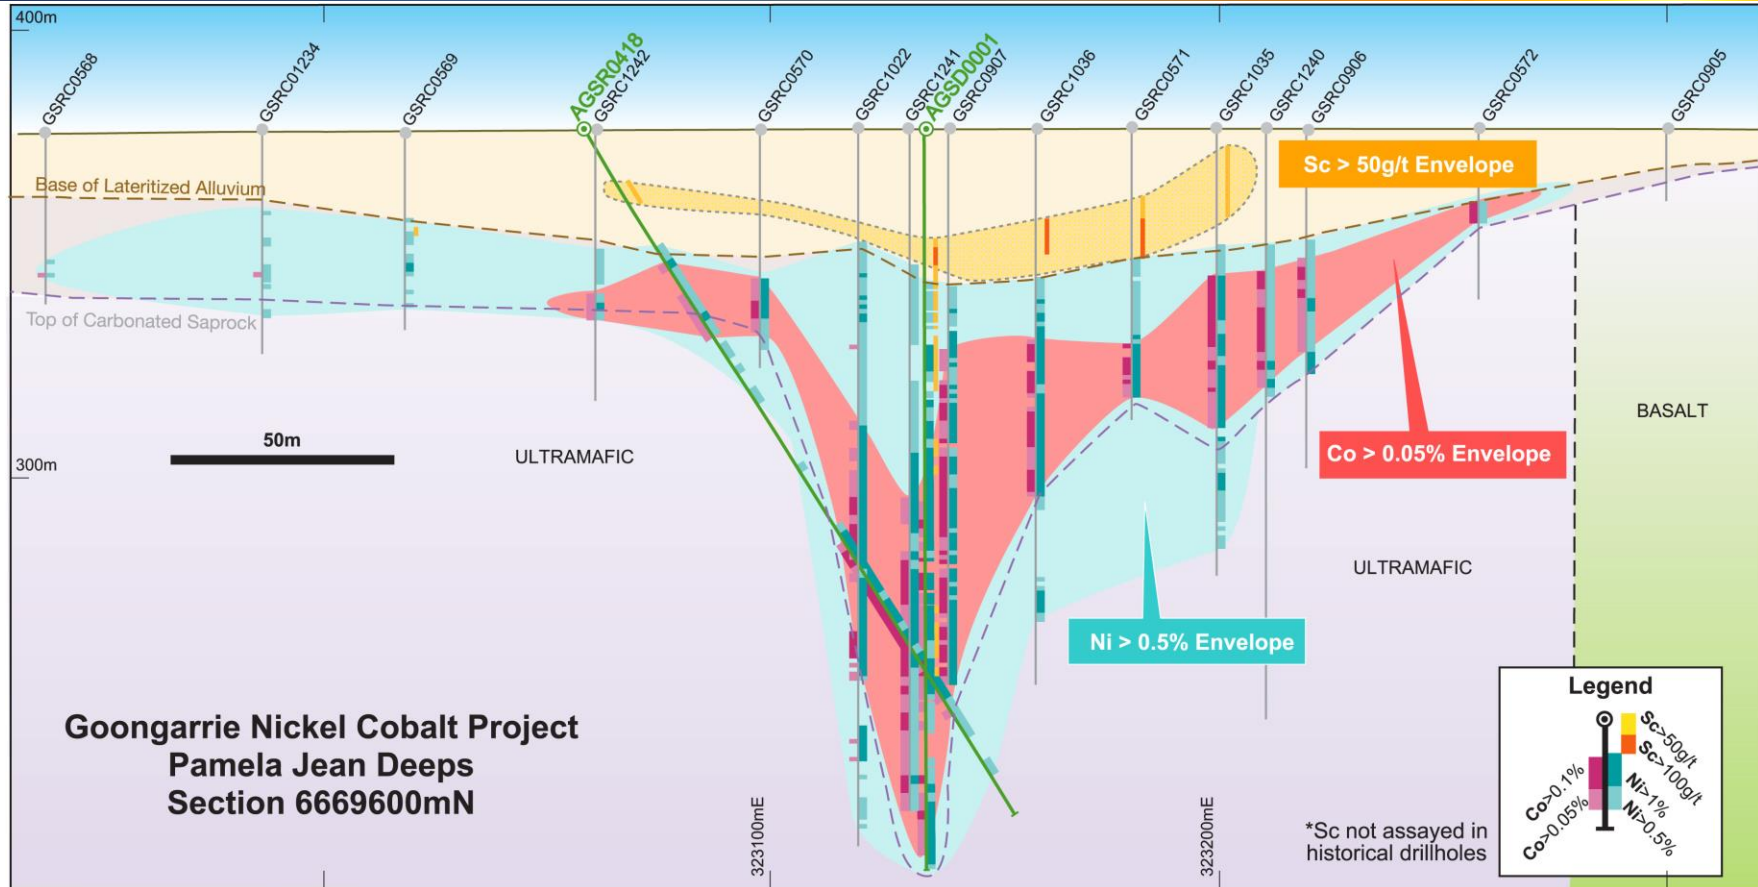 400m
GSRC0568
GSRC01234
GSRC0569
AGSR0418
GSRC1242
GSRC0570
GSRC1022
GSRC1241
AGSD0001
GSRC0907
GSRC1036
GSRC0571
GSRC1035
GSRC1240
GSRC0906
GSRC0572
GSRC0905
Sc > 50g/t Envelope
Base of Lateritized Alluvium
Top of Carbonated Saprock
50m
300m
ULTRAMAFIC
BASALT
Co > 0.05% Envelope
ULTRAMAFIC
Ni > 0.5% Envelope
Goongarrie Nickel Cobalt Project
Pamela Jean Deeps
Section 6669600mN
323100mE
323200mE
*Sc not assayed in
historical drillholes
Legend
Sc>50g/t
Sc>100g/t
Co>0.1%
Ni>1%
Co>0.05%
Ni>0.5%